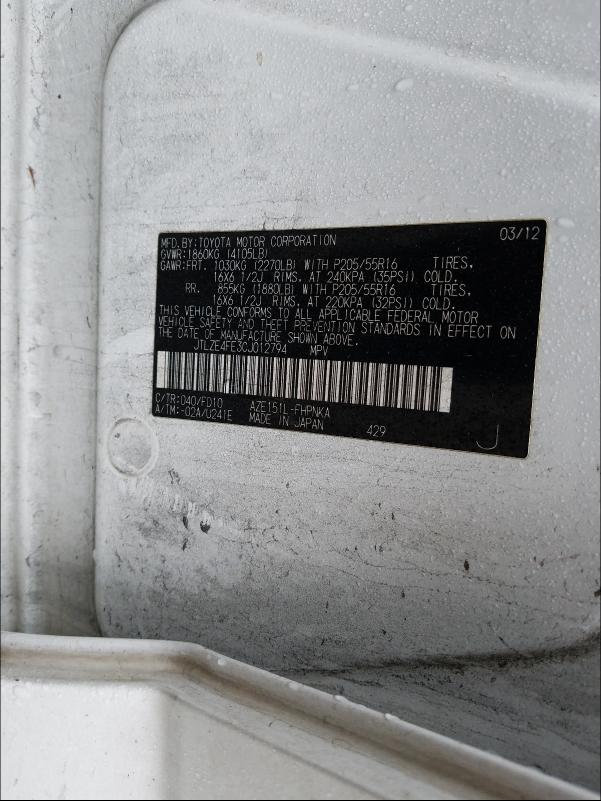 MFD.BY:TOYOTA MOTOR CORPORATION 03/12
GVWR:1860KG (4105LB)
GAWR:FRT. 1030KG (2270LB) WITH P205/55R16 TIRES,
16X6 1/2J RIMS. AT 240KPA (35PSI) COLD,
RR. 855KG (1880LB) WITH P205/55R16 TIRES,
16X6 1/2J RIMS. AT 220KPA (32PSI) COLD,
THIS VEHICLE CONFORMS TO ALL APPLICABLE FEDERAL MOTOR
VEHICLE SAFETY AND THEFT PREVENTION STANDARDS IN EFFECT ON
THE DATE OF MANUFACTURE SHOWN ABOVE.
JTLZE4FE3CJ012794 MPV
C/TR:040/FD10 AZE151L-FHPNKA
A/TM:-02A/U241E MADE IN JAPAN 429 J